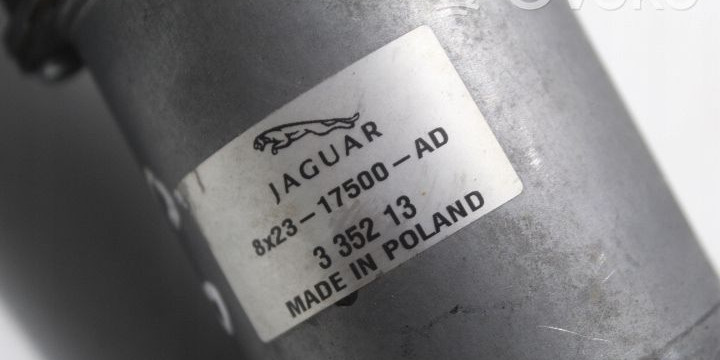 JAGUAR
8x23-17500-AD
3 352 13
MADE IN POLAND